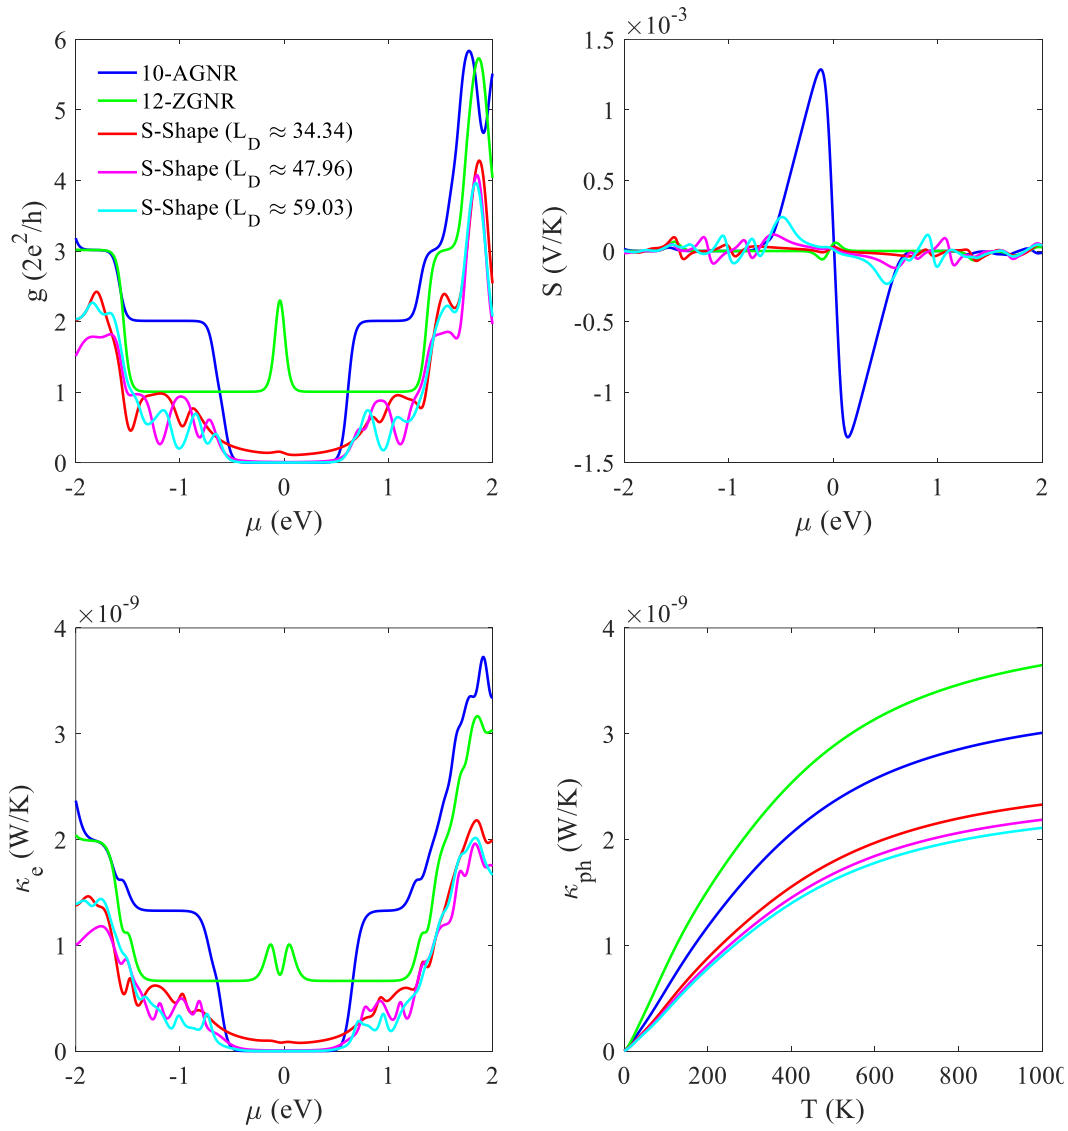 ×10⁻³
6
5
4
3
2
1
0
g (2e²/h)
10-AGNR
12-ZGNR
S-Shape (L_D ≈ 34.34)
S-Shape (L_D ≈ 47.96)
S-Shape (L_D ≈ 59.03)
-2 -1 0 1 2
μ (eV)
1.5
1
0.5
0
-0.5
-1
-1.5
S (V/K)
-2 -1 0 1 2
μ (eV)
×10⁻⁹
4
3
2
1
0
κ_e (W/K)
-2 -1 0 1 2
μ (eV)
×10⁻⁹
4
3
2
1
0
κ_ph (W/K)
0 200 400 600 800 1000
T (K)